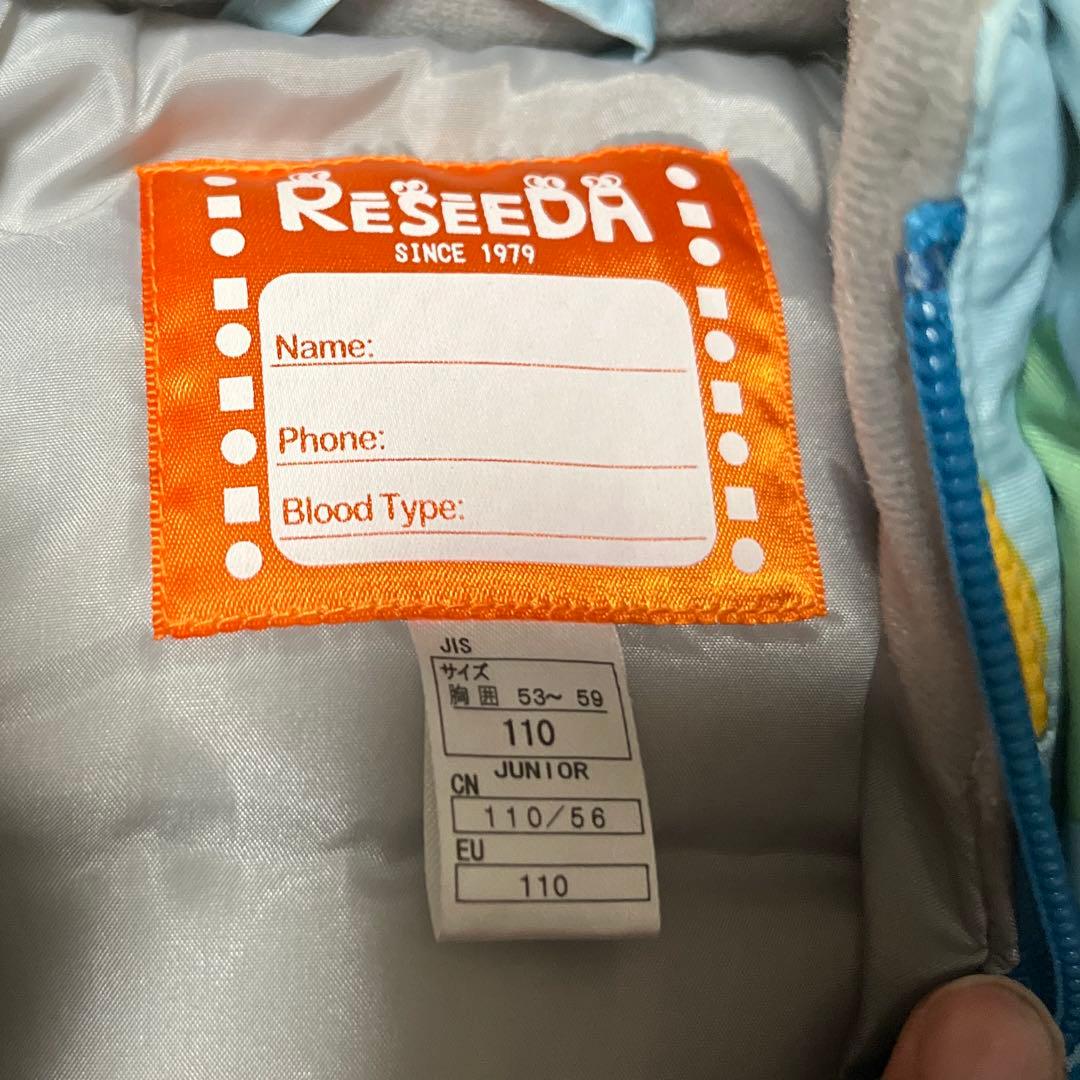 RESEEDA
SINCE 1979
Name:
Phone:
Blood Type:
JIS
サイズ
胸囲 53~ 59
110
JUNIOR
CN
110/56
EU
110